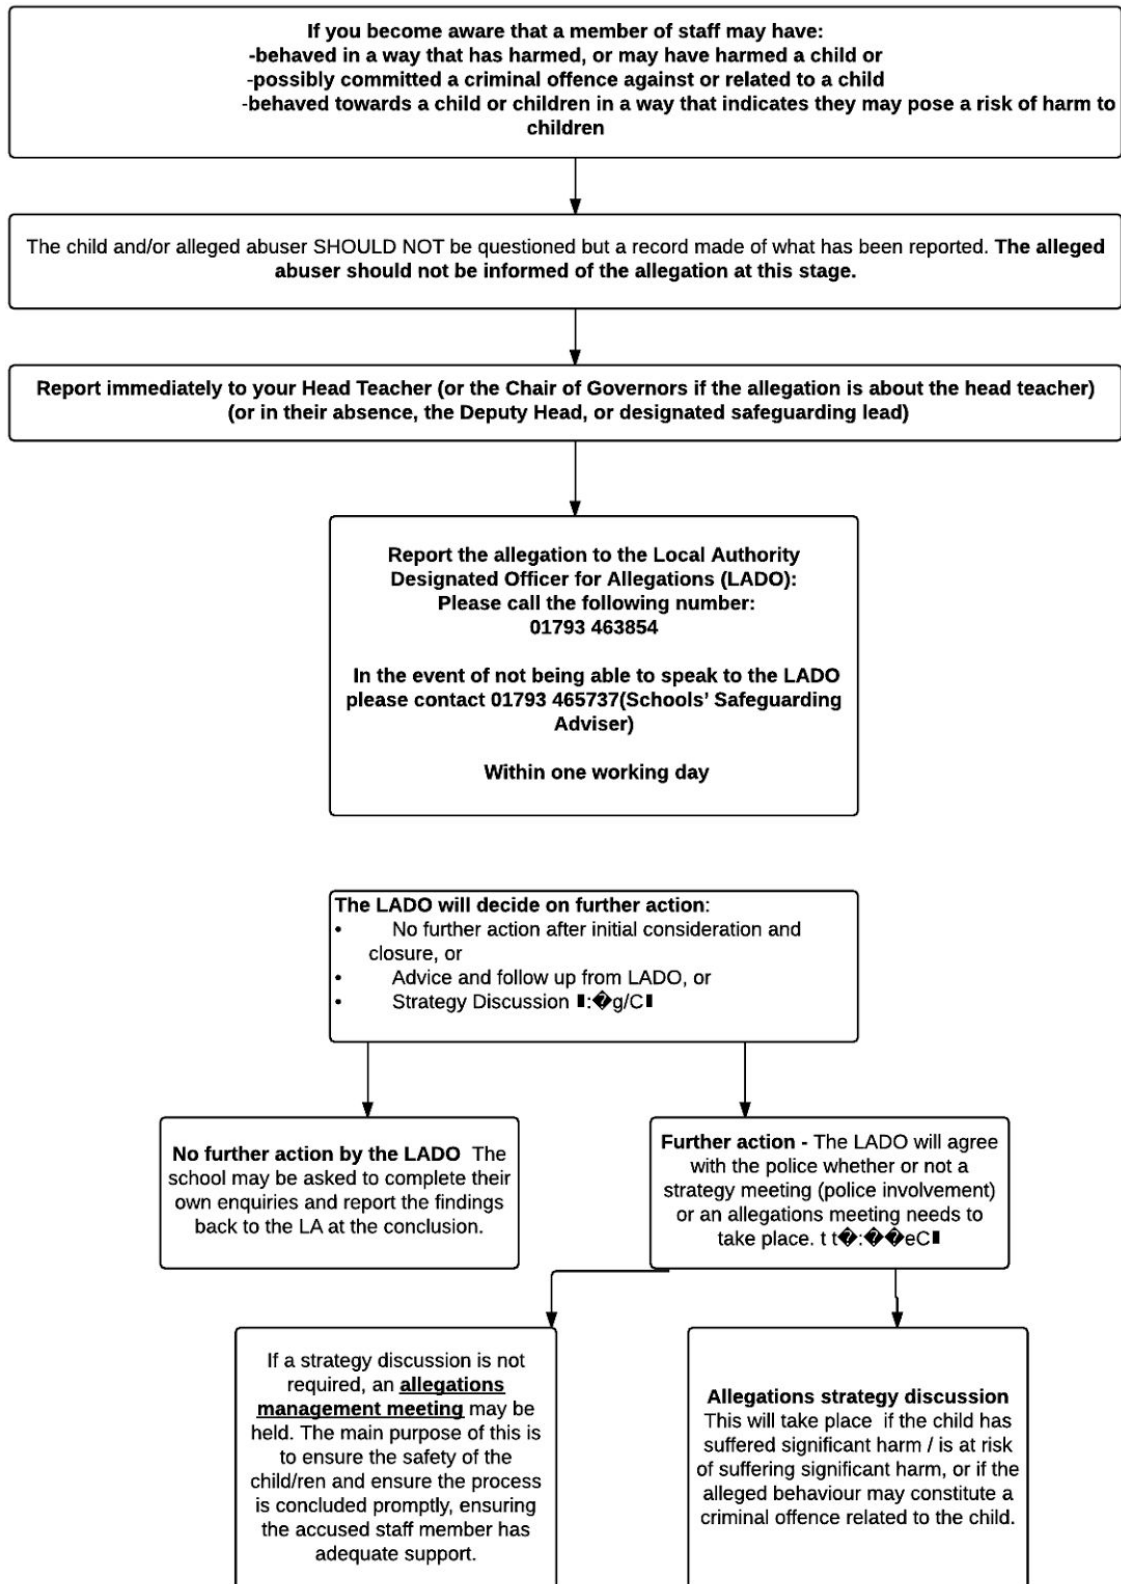 If you become aware that a member of staff may have:
-behaved in a way that has harmed, or may have harmed a child or
-possibly committed a criminal offence against or related to a child
-behaved towards a child or children in a way that indicates they may pose a risk of harm to
children
The child and/or alleged abuser SHOULD NOT be questioned but a record made of what has been reported. The alleged
abuser should not be informed of the allegation at this stage.
Report immediately to your Head Teacher (or the Chair of Governors if the allegation is about the head teacher)
(or in their absence, the Deputy Head, or designated safeguarding lead)
Report the allegation to the Local Authority
Designated Officer for Allegations (LADO):
Please call the following number:
01793 463854
In the event of not being able to speak to the LADO
please contact 01793 465737(Schools’ Safeguarding
Adviser)
Within one working day
The LADO will decide on further action:
• No further action after initial consideration and
closure, or
• Advice and follow up from LADO, or
• Strategy Discussion ▮:�g/C▮
No further action by the LADO The
school may be asked to complete their
own enquiries and report the findings
back to the LA at the conclusion.
Further action - The LADO will agree
with the police whether or not a
strategy meeting (police involvement)
or an allegations meeting needs to
take place. t t�:��eC▮
If a strategy discussion is not
required, an allegations
management meeting may be
held. The main purpose of this is
to ensure the safety of the
child/ren and ensure the process
is concluded promptly, ensuring
the accused staff member has
adequate support.
Allegations strategy discussion
This will take place if the child has
suffered significant harm / is at risk
of suffering significant harm, or if the
alleged behaviour may constitute a
criminal offence related to the child.